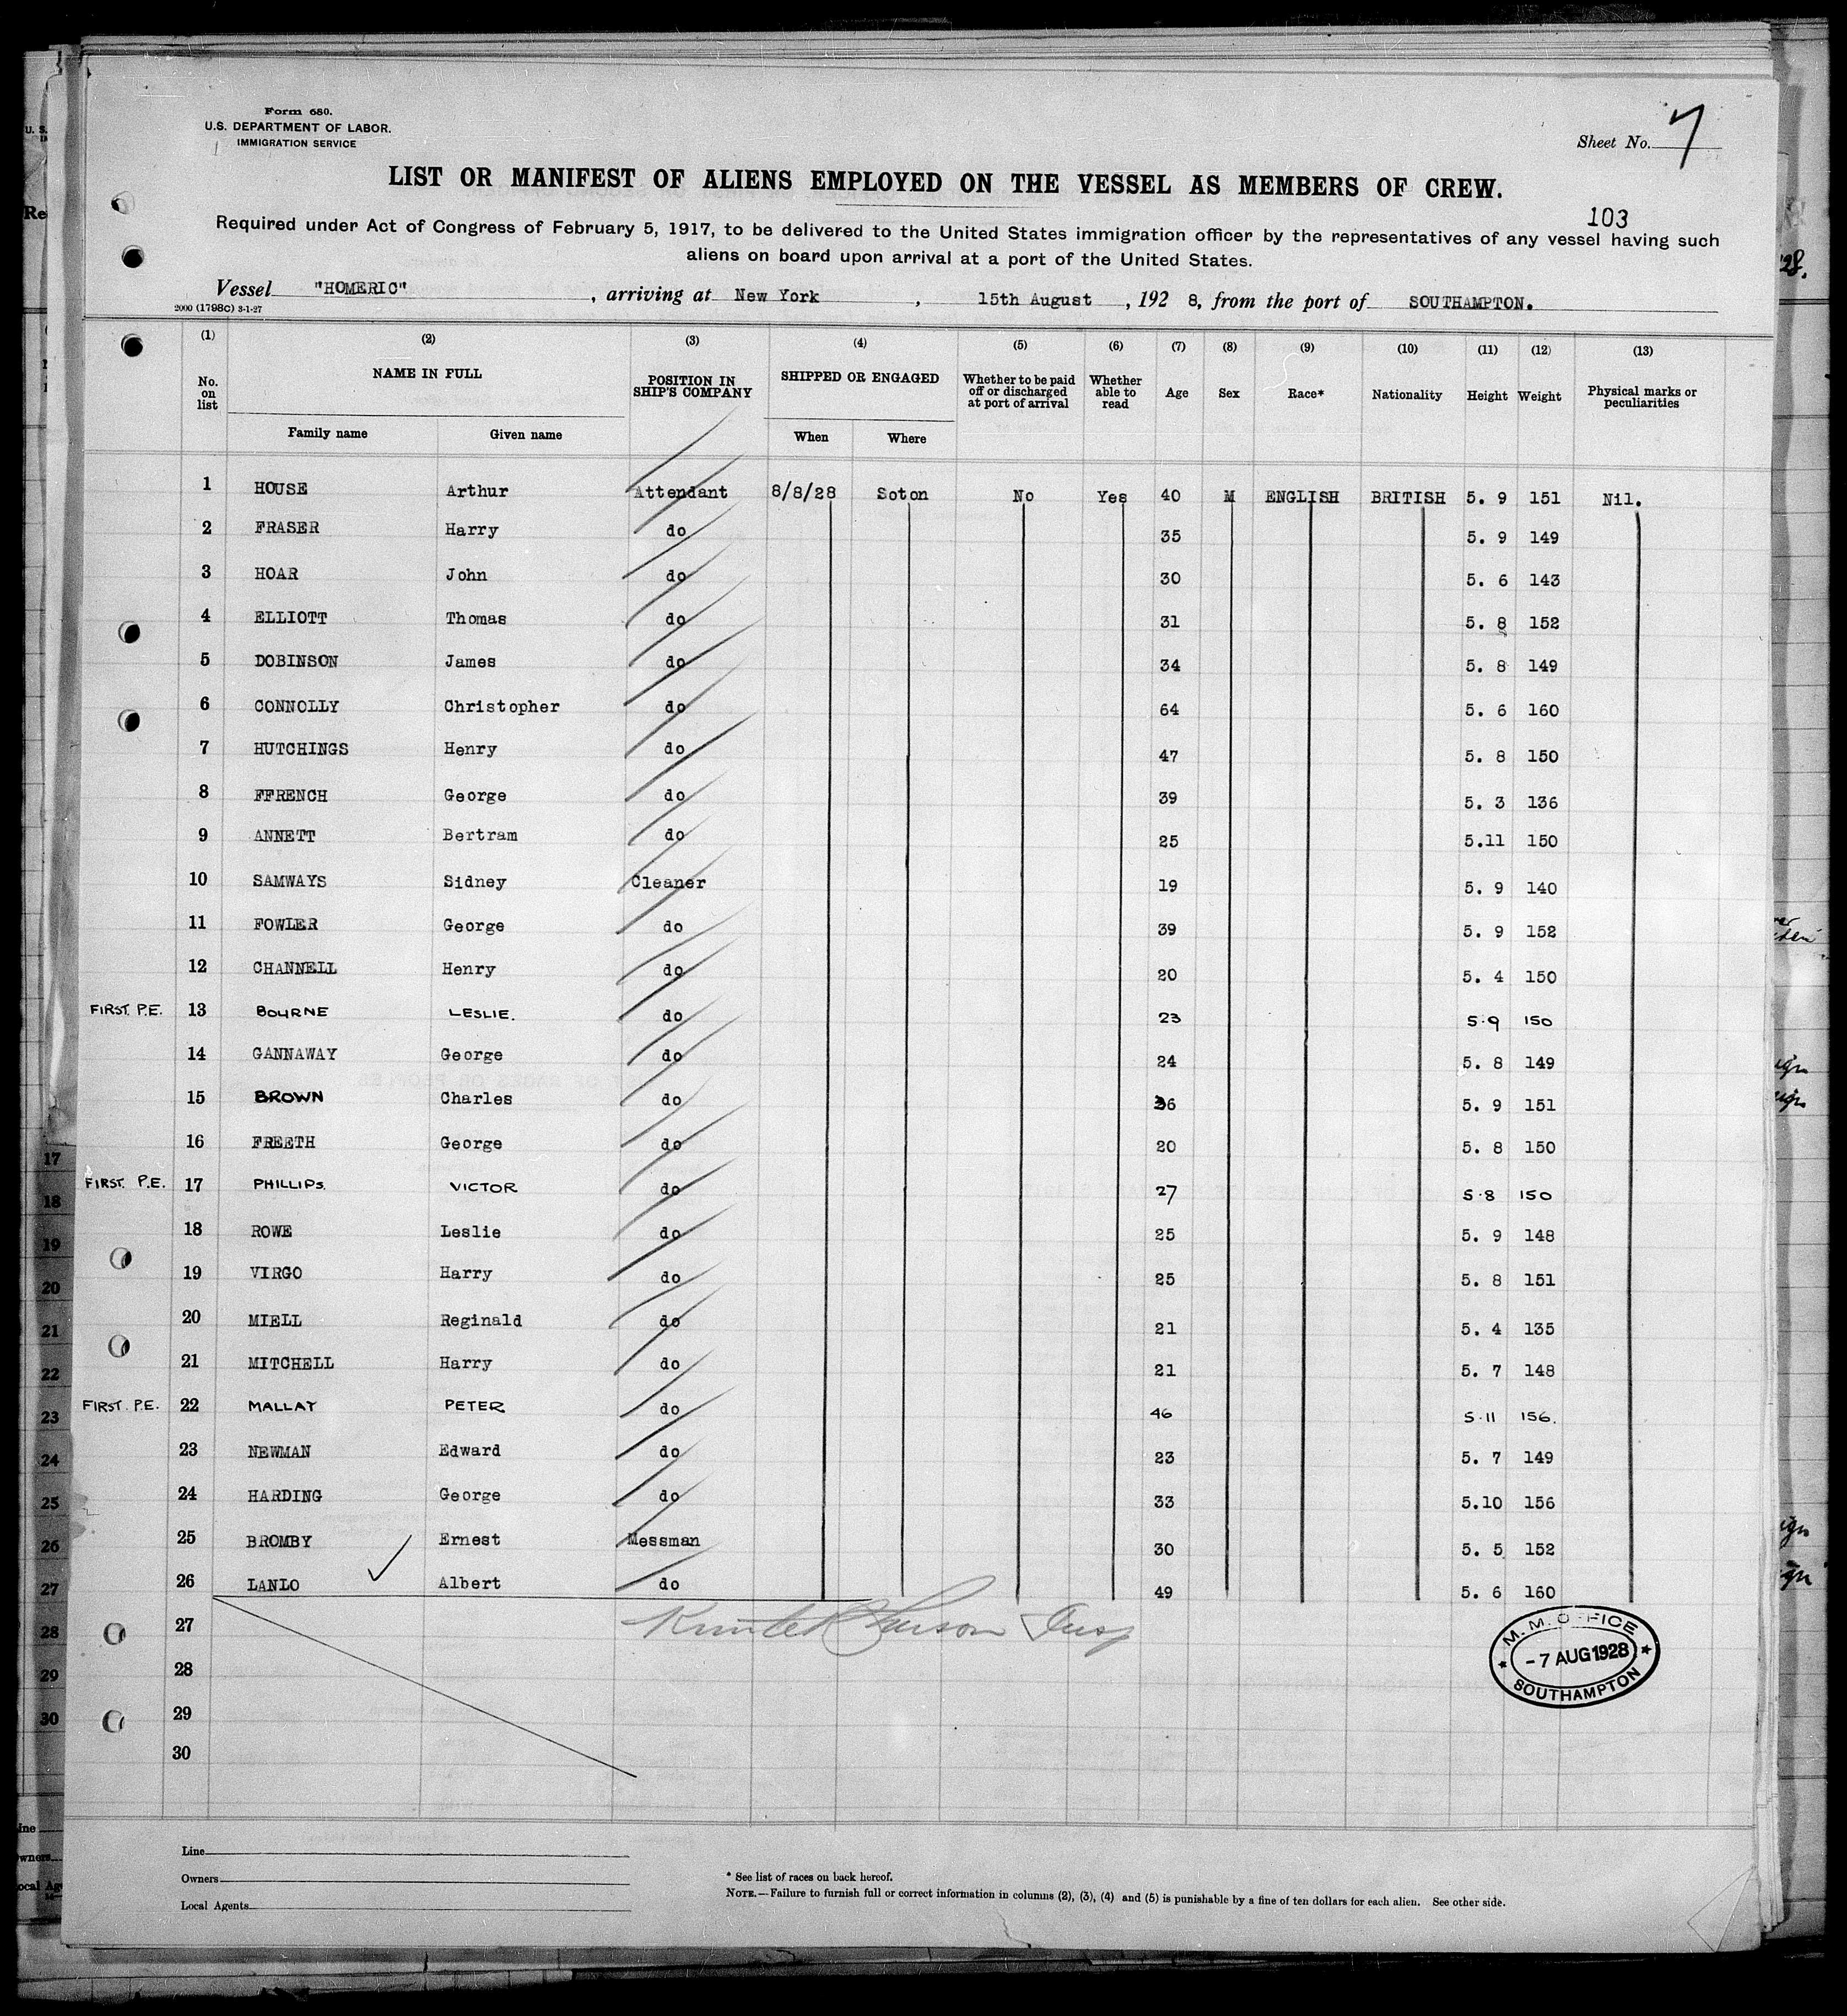 Form 680.
U.S. DEPARTMENT OF LABOR.
IMMIGRATION SERVICE
Sheet No. 7
LIST OR MANIFEST OF ALIENS EMPLOYED ON THE VESSEL AS MEMBERS OF CREW.
103
Required under Act of Congress of February 5, 1917, to be delivered to the United States immigration officer by the representatives of any vessel having such
aliens on board upon arrival at a port of the United States.
Vessel "HOMERIC", arriving at New York, 15th August, 192 8, from the port of SOUTHAMPTON.
2000 (1798C) 3-1-27
(1) (2) (3) (4) (5) (6) (7) (8) (9) (10) (11) (12) (13)
No. on list NAME IN FULL POSITION IN SHIP'S COMPANY SHIPPED OR ENGAGED Whether to be paid off or discharged at port of arrival Whether able to read Age Sex Race* Nationality Height Weight Physical marks or peculiarities
Family name Given name When Where
1 HOUSE Arthur Attendant 8/8/28 Soton No Yes 40 M ENGLISH BRITISH 5. 9 151 Nil.
2 FRASER Harry do 35 5. 9 149
3 HOAR John do 30 5. 6 143
4 ELLIOTT Thomas do 31 5. 8 152
5 DOBINSON James do 34 5. 8 149
6 CONNOLLY Christopher do 64 5. 6 160
7 HUTCHINGS Henry do 47 5. 8 150
8 FFRENCH George do 39 5. 3 136
9 ANNETT Bertram do 25 5.11 150
10 SAMWAYS Sidney Cleaner 19 5. 9 140
11 FOWLER George do 39 5. 9 152
12 CHANNELL Henry do 20 5. 4 150
FIRST. P.E. 13 BOURNE LESLIE. do 23 5.9 150
14 GANNAWAY George do 24 5. 8 149
15 BROWN Charles do 36 5. 9 151
16 FREETH George do 20 5. 8 150
FIRST. P.E. 17 PHILLIPS. VICTOR do 27 5.8 150
18 ROWE Leslie do 25 5. 9 148
19 VIRGO Harry do 25 5. 8 151
20 MIELL Reginald do 21 5. 4 135
21 MITCHELL Harry do 21 5. 7 148
FIRST. P.E. 22 MALLAT PETER do 46 5.11 156.
23 NEWMAN Edward do 23 5. 7 149
24 HARDING George do 33 5.10 156
25 BROMBY Ernest Messman 30 5. 5 152
26 LANLO Albert do 49 5. 6 160
27
28
29
30
M. M. OFFICE
- 7 AUG 1928
SOUTHAMPTON
Line
Owners
Local Agents
* See list of races on back hereof.
NOTE.—Failure to furnish full or correct information in columns (2), (3), (4) and (5) is punishable by a fine of ten dollars for each alien. See other side.